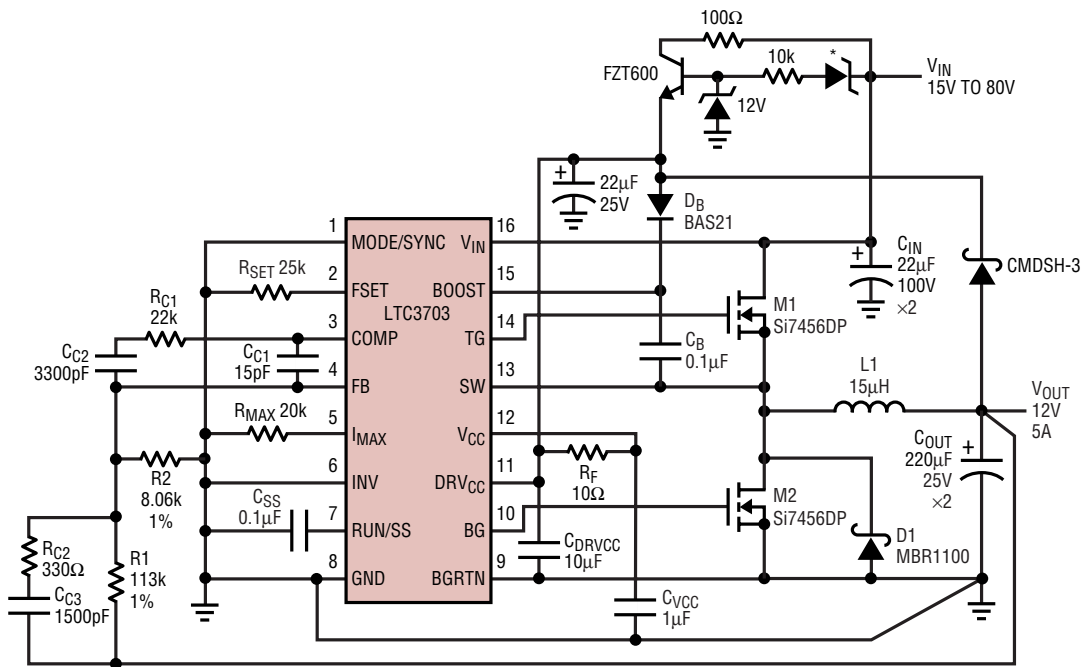 100Ω
FZT600
10k
*
VIN
15V TO 80V
12V
+
22µF
25V
DB
BAS21
1
MODE/SYNC
VIN
16
RSET 25k
2
FSET
BOOST
15
LTC3703
RC1
22k
3
COMP
TG
14
CC2
3300pF
CC1
15pF
4
FB
SW
13
RMAX 20k
5
IMAX
VCC
12
R2
8.06k
1%
6
INV
DRVCC
11
CSS
0.1µF
7
RUN/SS
BG
10
8
GND
BGRTN
9
RC2
330Ω
CC3
1500pF
R1
113k
1%
+
CIN
22µF
100V
×2
CMDSH-3
M1
Si7456DP
CB
0.1µF
L1
15µH
VOUT
12V
5A
RF
10Ω
COUT
220µF
25V
×2
+
M2
Si7456DP
CDRVCC
10µF
D1
MBR1100
CVCC
1µF